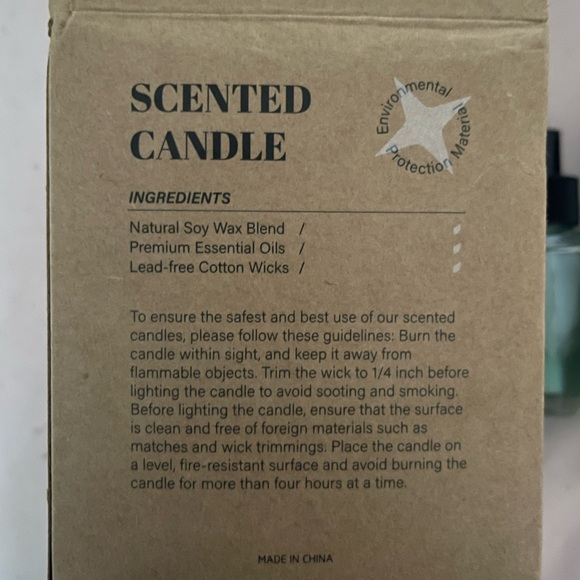 SCENTED
CANDLE
Environmental
Protection Material
INGREDIENTS
Natural Soy Wax Blend /
Premium Essential Oils /
Lead-free Cotton Wicks /
To ensure the safest and best use of our scented
candles, please follow these guidelines: Burn the
candle within sight, and keep it away from
flammable objects. Trim the wick to 1/4 inch before
lighting the candle to avoid sooting and smoking.
Before lighting the candle, ensure that the surface
is clean and free of foreign materials such as
matches and wick trimmings. Place the candle on
a level, fire-resistant surface and avoid burning the
candle for more than four hours at a time.
MADE IN CHINA